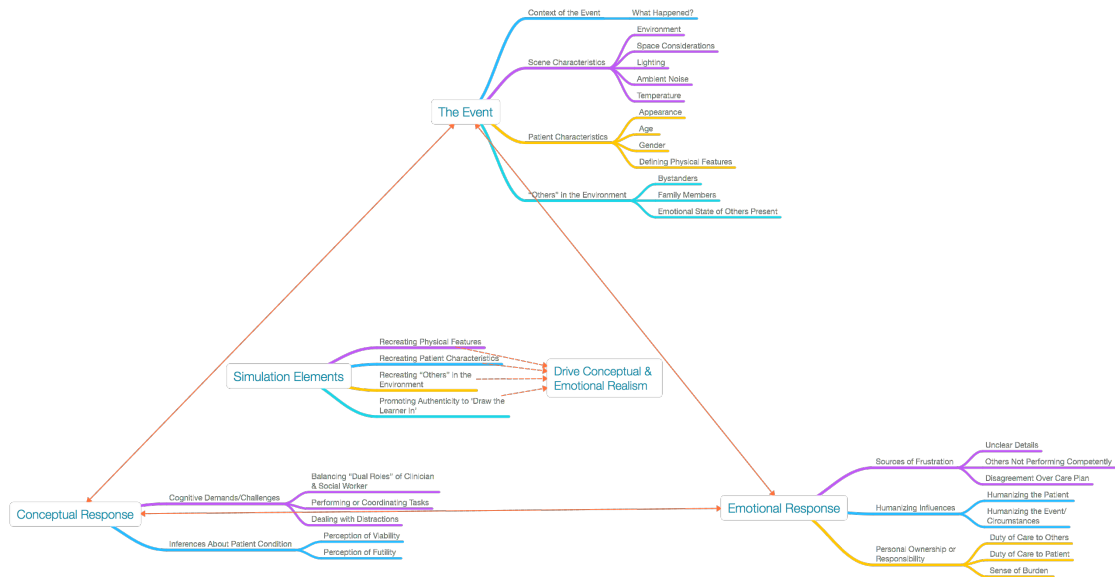 Context of the Event
What Happened?
Environment
Space Considerations
Scene Characteristics
Lighting
Ambient Noise
Temperature
The Event
Appearance
Age
Patient Characteristics
Gender
Defining Physical Features
Bystanders
"Others" in the Environment
Family Members
Emotional State of Others Present
Recreating Physical Features
Recreating Patient Characteristics
Simulation Elements
Recreating "Others" in the
Environment
Promoting Authenticity to 'Draw the
Learner In'
Drive Conceptual &
Emotional Realism
Conceptual Response
Cognitive Demands/Challenges
Balancing "Dual Roles" of Clinician
& Social Worker
Performing or Coordinating Tasks
Dealing with Distractions
Inferences About Patient Condition
Perception of Viability
Perception of Futility
Emotional Response
Sources of Frustration
Unclear Details
Others Not Performing Competently
Disagreement Over Care Plan
Humanizing Influences
Humanizing the Patient
Humanizing the Event/
Circumstances
Personal Ownership or
Responsibility
Duty of Care to Others
Duty of Care to Patient
Sense of Burden